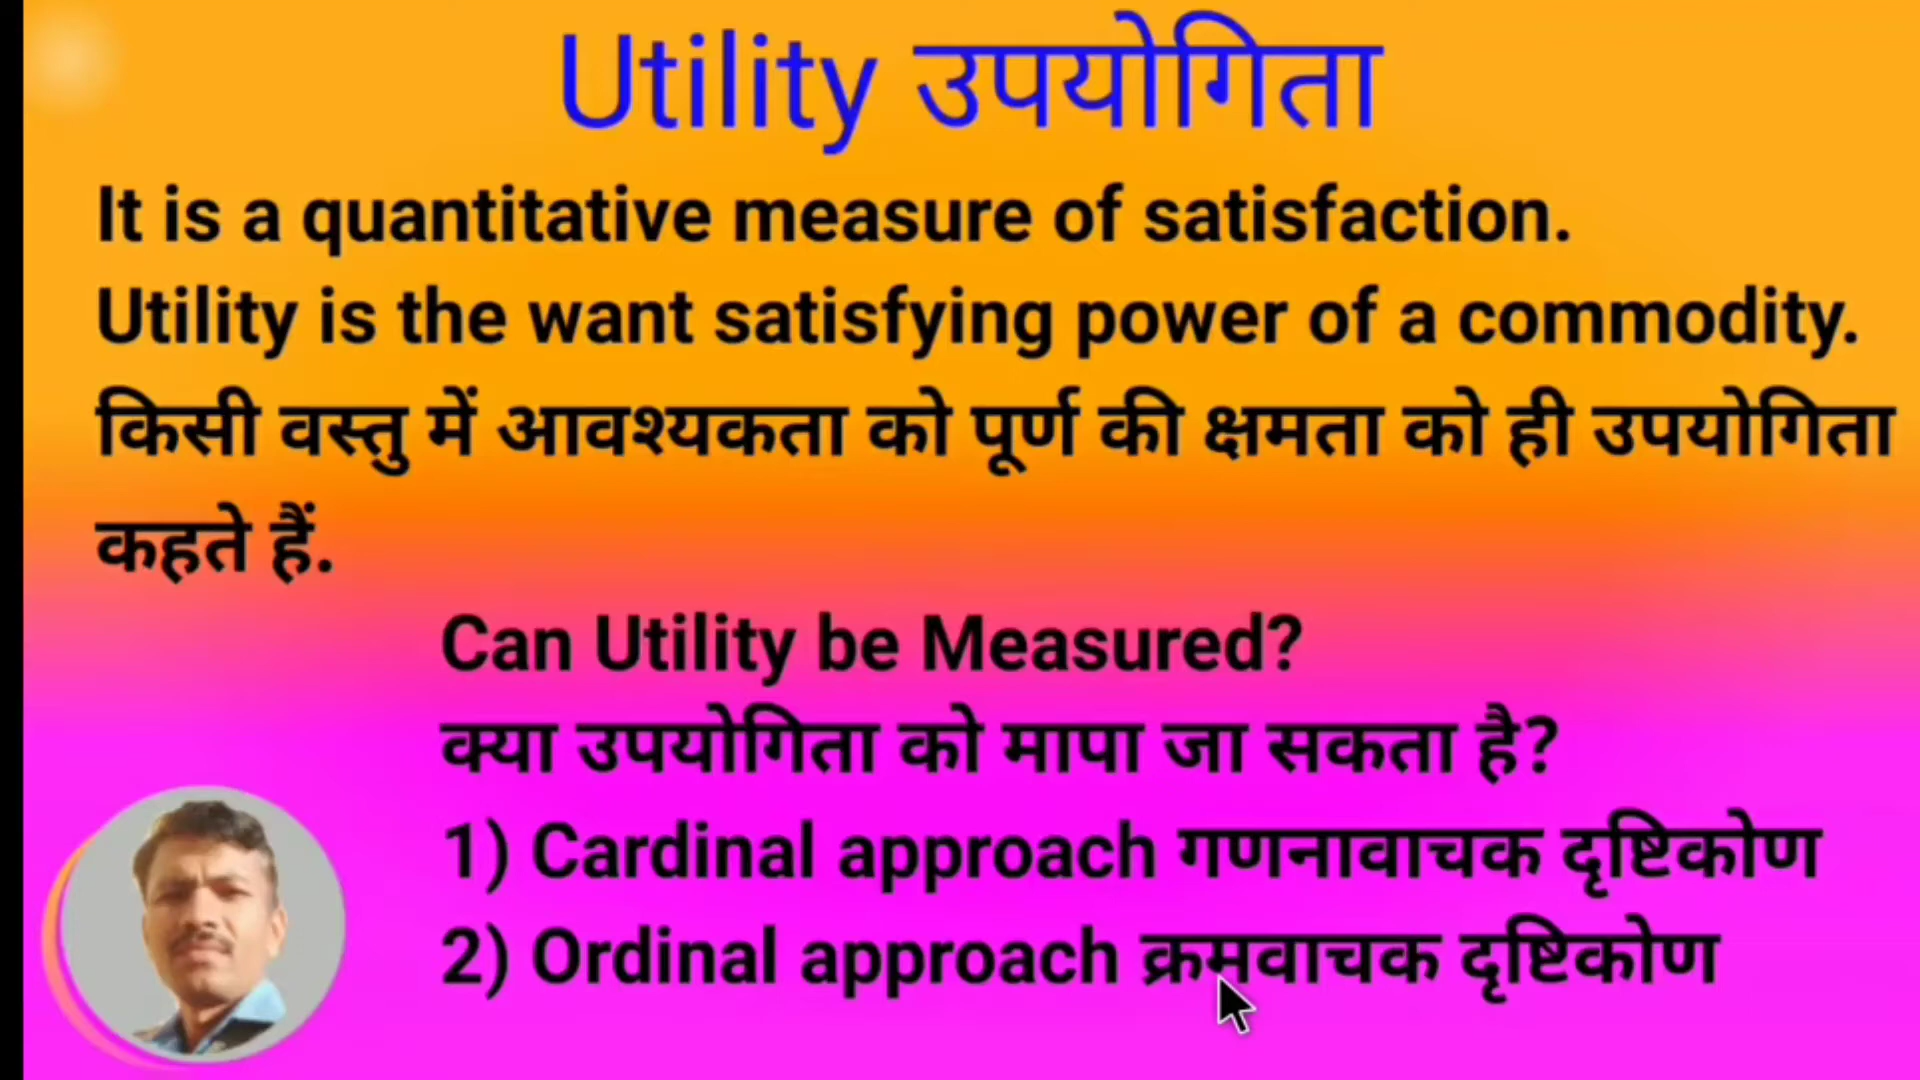 Utility उपयोगिता
It is a quantitative measure of satisfaction.
Utility is the want satisfying power of a commodity.
किसी वस्तु में आवश्यकता को पूर्ण की क्षमता को ही उपयोगिता
कहते हैं.
Can Utility be Measured?
क्या उपयोगिता को मापा जा सकता है?
1) Cardinal approach गणनावाचक दृष्टिकोण
2) Ordinal approach क्रमवाचक दृष्टिकोण